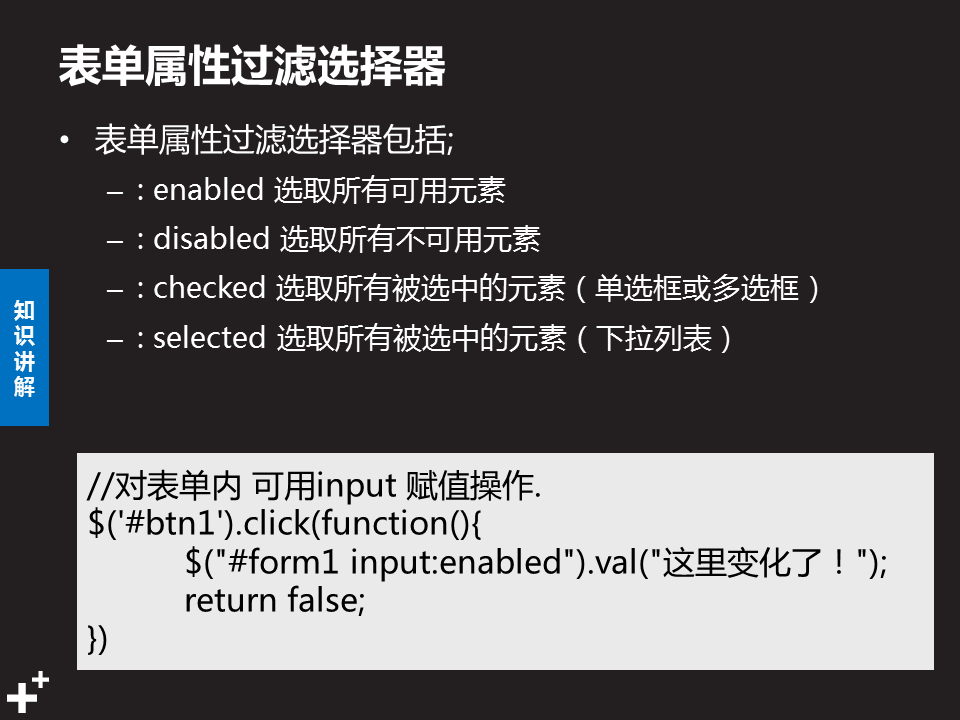 表单属性过滤选择器
• 表单属性过滤选择器包括;
– : enabled 选取所有可用元素
– : disabled 选取所有不可用元素
– : checked 选取所有被选中的元素（单选框或多选框）
– : selected 选取所有被选中的元素（下拉列表）
知
识
讲
解
//对表单内 可用input 赋值操作.
$('#btn1').click(function(){
$("#form1 input:enabled").val("这里变化了！");
return false;
})